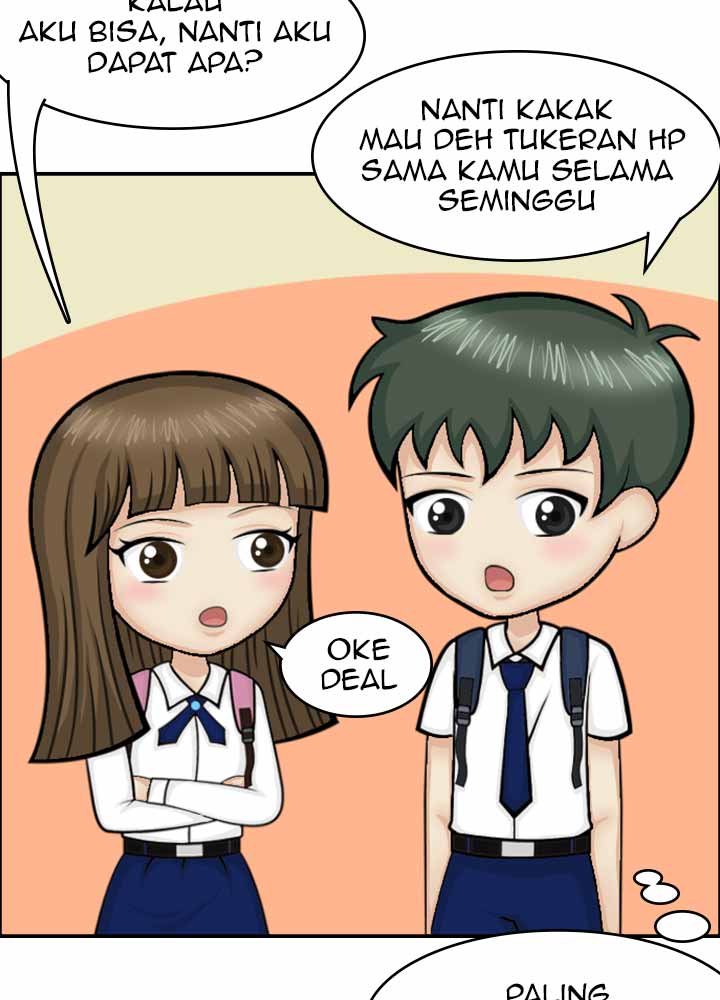 KALAU
AKU BISA, NANTI AKU
DAPAT APA?
NANTI KAKAK
MAU DEH TUKERAN HP
SAMA KAMU SELAMA
SEMINGGU
OKE
DEAL
PALING